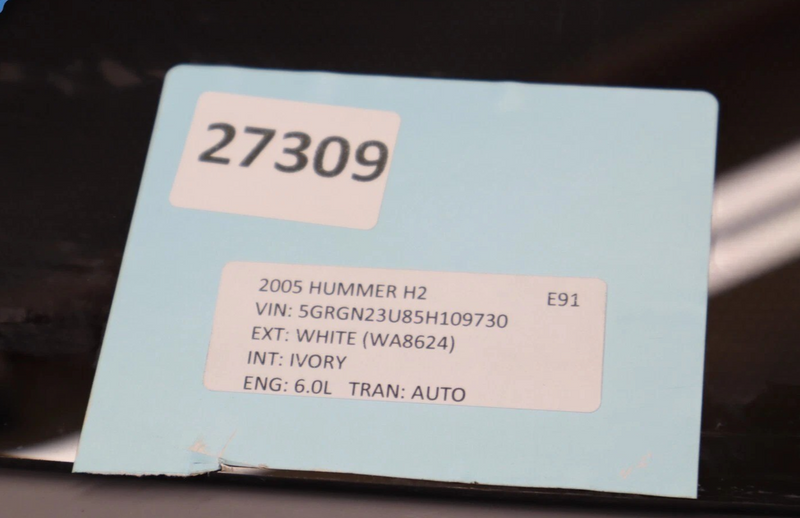 27309
2005 HUMMER H2 E91
VIN: 5GRGN23U85H109730
EXT: WHITE (WA8624)
INT: IVORY
ENG: 6.0L TRAN: AUTO